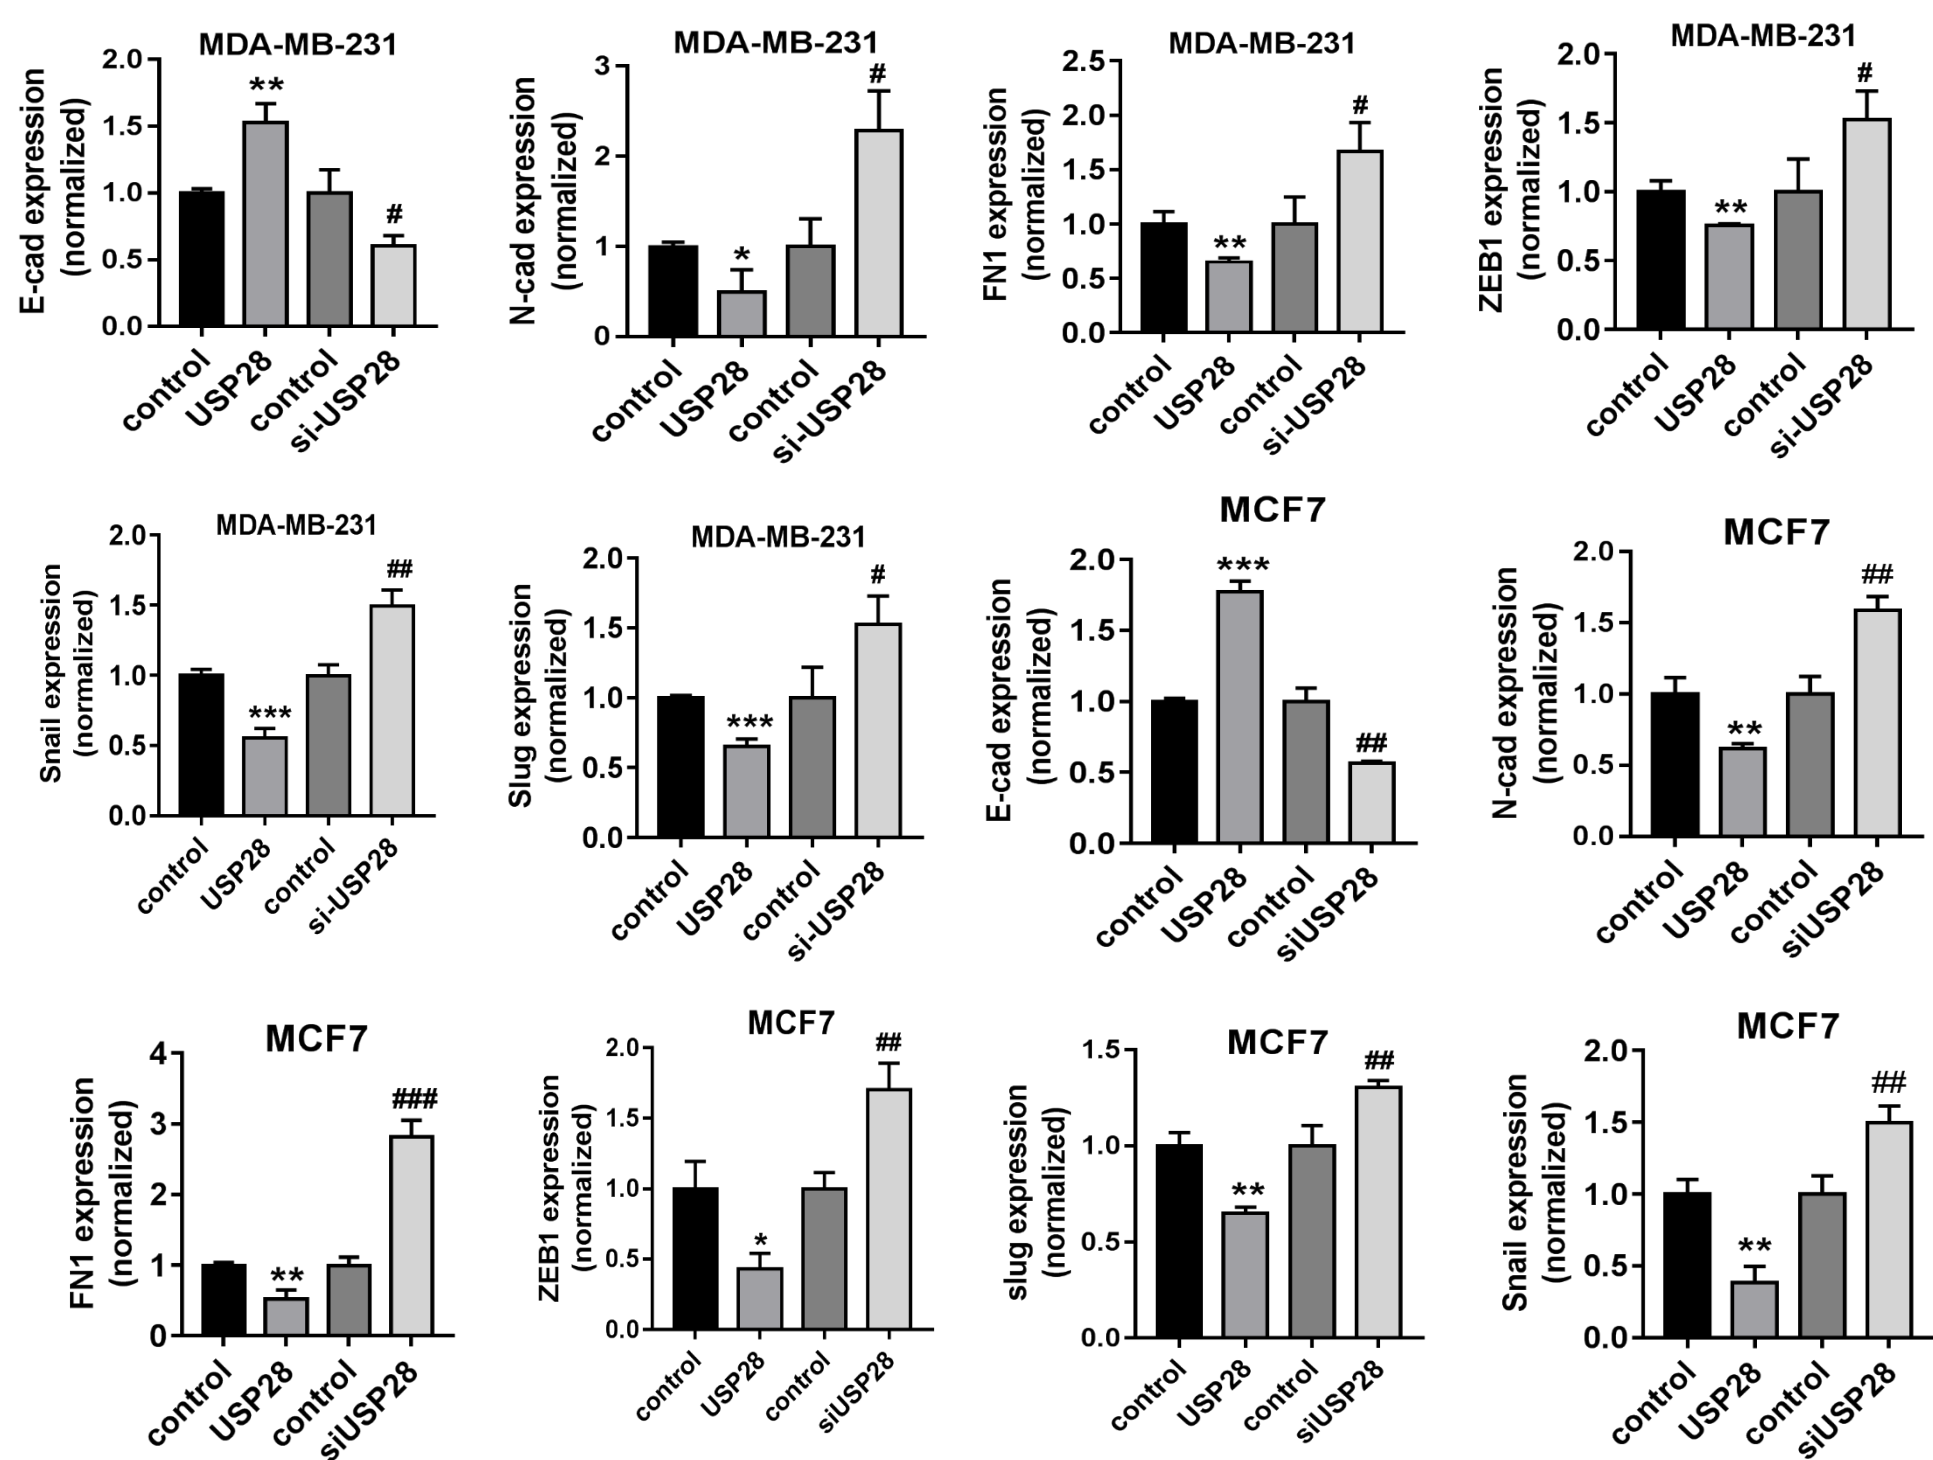 MDA-MB-231
E-cad expression
(normalized)
2.0
1.5
1.0
0.5
0.0
**
#
control
USP28
control
si-USP28
MDA-MB-231
N-cad expression
(normalized)
3
2
1
0
*
#
control
USP28
control
si-USP28
MDA-MB-231
FN1 expression
(normalized)
2.5
2.0
1.5
1.0
0.5
0.0
**
#
control
USP28
control
si-USP28
MDA-MB-231
ZEB1 expression
(normalized)
2.0
1.5
1.0
0.5
0.0
**
#
control
USP28
control
si-USP28
MDA-MB-231
Snail expression
(normalized)
2.0
1.5
1.0
0.5
0.0
***
##
control
USP28
control
si-USP28
MDA-MB-231
Slug expression
(normalized)
2.0
1.5
1.0
0.5
0.0
***
#
control
USP28
control
si-USP28
MCF7
E-cad expression
(normalized)
2.0
1.5
1.0
0.5
0.0
***
##
control
USP28
control
siUSP28
MCF7
N-cad expression
(normalized)
2.0
1.5
1.0
0.5
0.0
**
##
control
USP28
control
siUSP28
MCF7
FN1 expression
(normalized)
4
3
2
1
0
**
###
control
USP28
control
siUSP28
MCF7
ZEB1 expression
(normalized)
2.0
1.5
1.0
0.5
0.0
*
##
control
USP28
control
siUSP28
MCF7
slug expression
(normalized)
1.5
1.0
0.5
0.0
**
##
control
USP28
control
siUSP28
MCF7
Snail expression
(normalized)
2.0
1.5
1.0
0.5
0.0
**
##
control
USP28
control
siUSP28